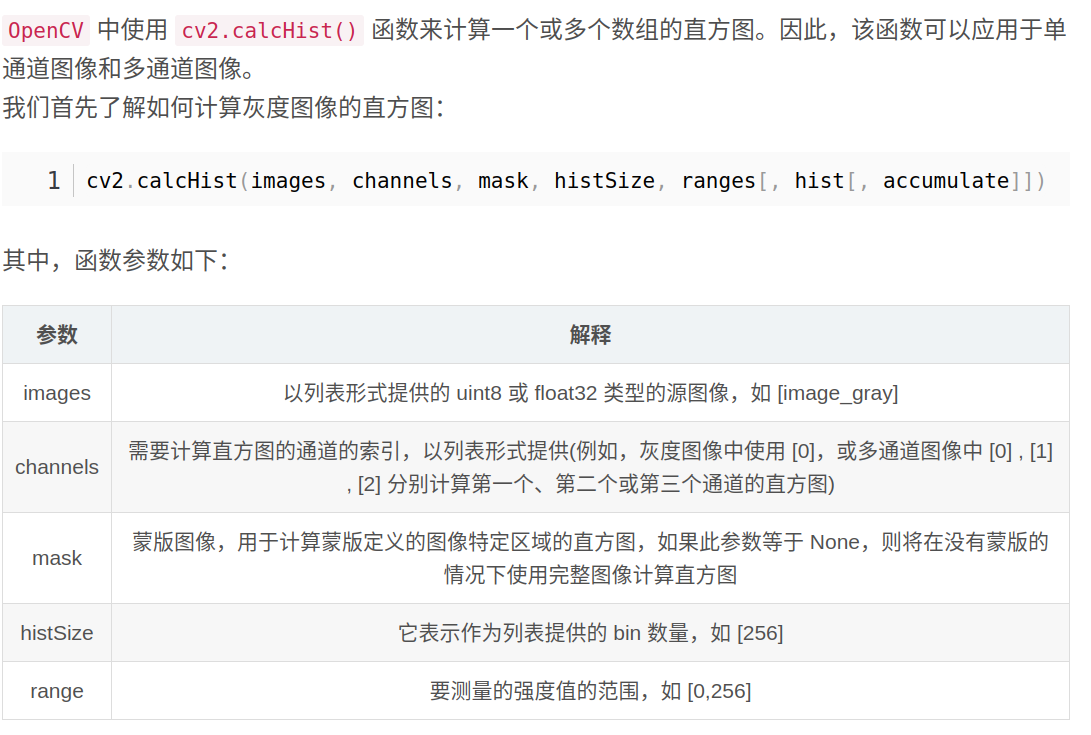 OpenCV 中使用 cv2.calcHist() 函数来计算一个或多个数组的直方图。因此，该函数可以应用于单
通道图像和多通道图像。
我们首先了解如何计算灰度图像的直方图：
1 cv2.calcHist(images, channels, mask, histSize, ranges[, hist[, accumulate]])
其中，函数参数如下：
参数 解释
images 以列表形式提供的 uint8 或 float32 类型的源图像，如 [image_gray]
channels 需要计算直方图的通道的索引，以列表形式提供(例如，灰度图像中使用 [0]，或多通道图像中 [0] , [1]
, [2] 分别计算第一个、第二个或第三个通道的直方图)
mask 蒙版图像，用于计算蒙版定义的图像特定区域的直方图，如果此参数等于 None，则将在没有蒙版的
情况下使用完整图像计算直方图
histSize 它表示作为列表提供的 bin 数量，如 [256]
range 要测量的强度值的范围，如 [0,256]